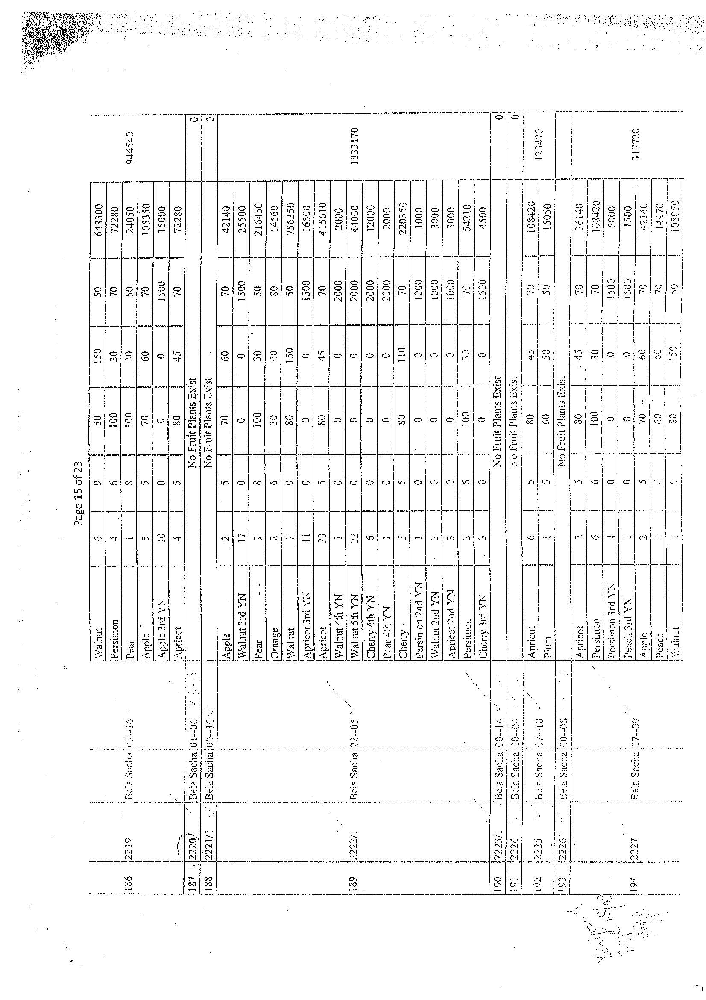 Page 15 of 23
Walnut 6 9 80 150 50 648300
Persimon 4 6 100 30 70 72280
186 2219 Bela Sacha 05--16 Pear 1 8 100 30 50 24050 944540
Apple 5 5 70 60 70 105350
Apple 3rd YN 10 0 0 0 1500 15000
Apricot 4 5 80 45 70 72280
187 2220 Bela Sacha 01--06 No Fruit Plants Exist 0
188 2221/1 Bela Sacha 00--16 No Fruit Plants Exist 0
Apple 2 5 70 60 70 42140
Walnut 3rd YN 17 0 0 0 1500 25500
Pear 9 8 100 30 50 216450
Orange 2 6 30 40 80 14560
Walnut 7 9 80 150 50 756350
Apricot 3rd YN 11 0 0 0 1500 16500
Apricot 23 5 80 45 70 415610
Walnut 4th YN 1 0 0 0 2000 2000
189 2222/1 Bela Sacha 22--05 Walnut 5th YN 22 0 0 0 2000 44000 1833170
Cherry 4th YN 6 0 0 0 2000 12000
Pear 4th YN 1 0 0 0 2000 2000
Cherry 5 5 80 110 70 220350
Persimon 2nd YN 1 0 0 0 1000 1000
Walnut 2nd YN 3 0 0 0 1000 3000
Apricot 2nd YN 3 0 0 0 1000 3000
Persimon 3 6 100 30 70 54210
Cherry 3rd YN 3 0 0 0 1500 4500
190 2223/1 Bela Sacha 00--14 No Fruit Plants Exist 0
191 2224 Bela Sacha 00--04 No Fruit Plants Exist 0
192 2225 Bela Sacha 07--18 Apricot 6 5 80 45 70 108420 123470
Plum 1 5 60 50 50 15050
193 2226 Bela Sacha 00--08 No Fruit Plants Exist
Apricot 2 5 80 45 70 36140
Persimon 6 6 100 30 70 108420
Persimon 3rd YN 4 0 0 0 1500 6000
Peach 3rd YN 1 0 0 0 1500 1500
194 2227 Bela Sacha 07--09 Apple 2 5 70 60 70 42140 317720
Peach 1 4 60 60 70 14470
Walnut 1 9 80 150 50 108050